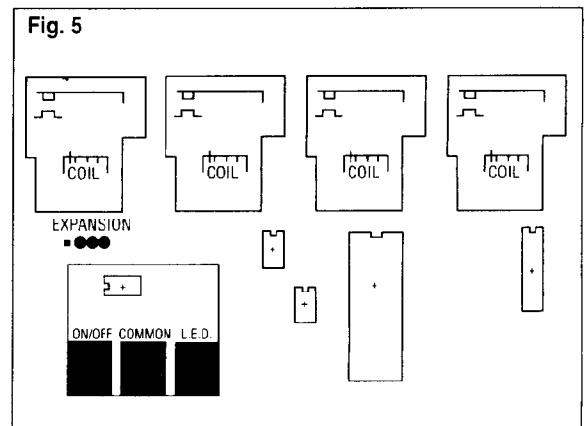 Fig. 5
COIL COIL COIL COIL
EXPANSION
ON/OFF COMMON L.E.D.